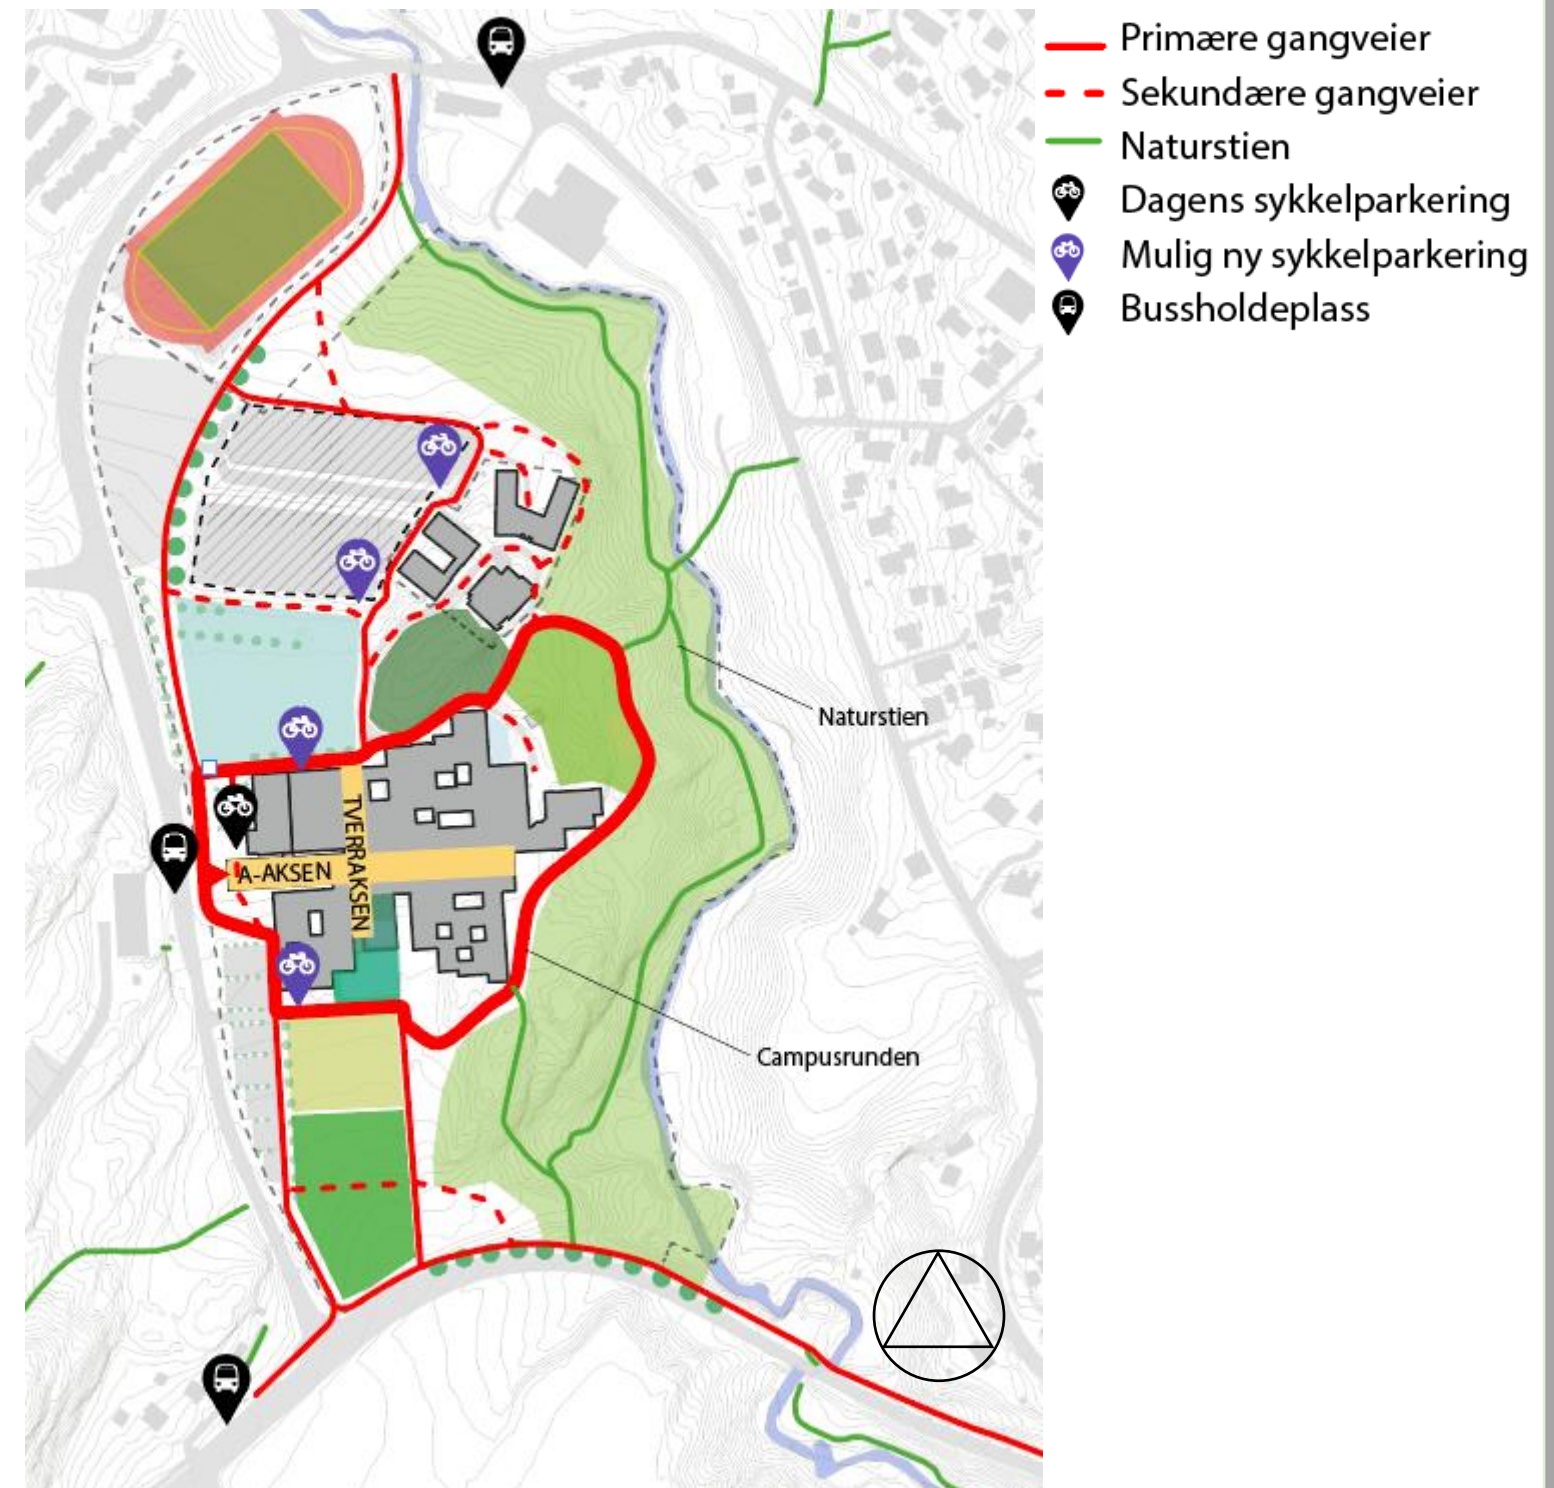 Primære gangveier
Sekundære gangveier
Naturstien
Dagens sykkelparkering
Mulig ny sykkelparkering
Bussholdeplass
Naturstien
TVERRAKSEN
A-AKSEN
Campusrunden